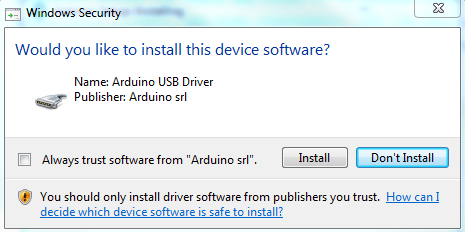 Windows Security
Would you like to install this device software?
Name: Arduino USB Driver
Publisher: Arduino srl
Always trust software from "Arduino srl".
Install
Don't Install
You should only install driver software from publishers you trust. How can I
decide which device software is safe to install?